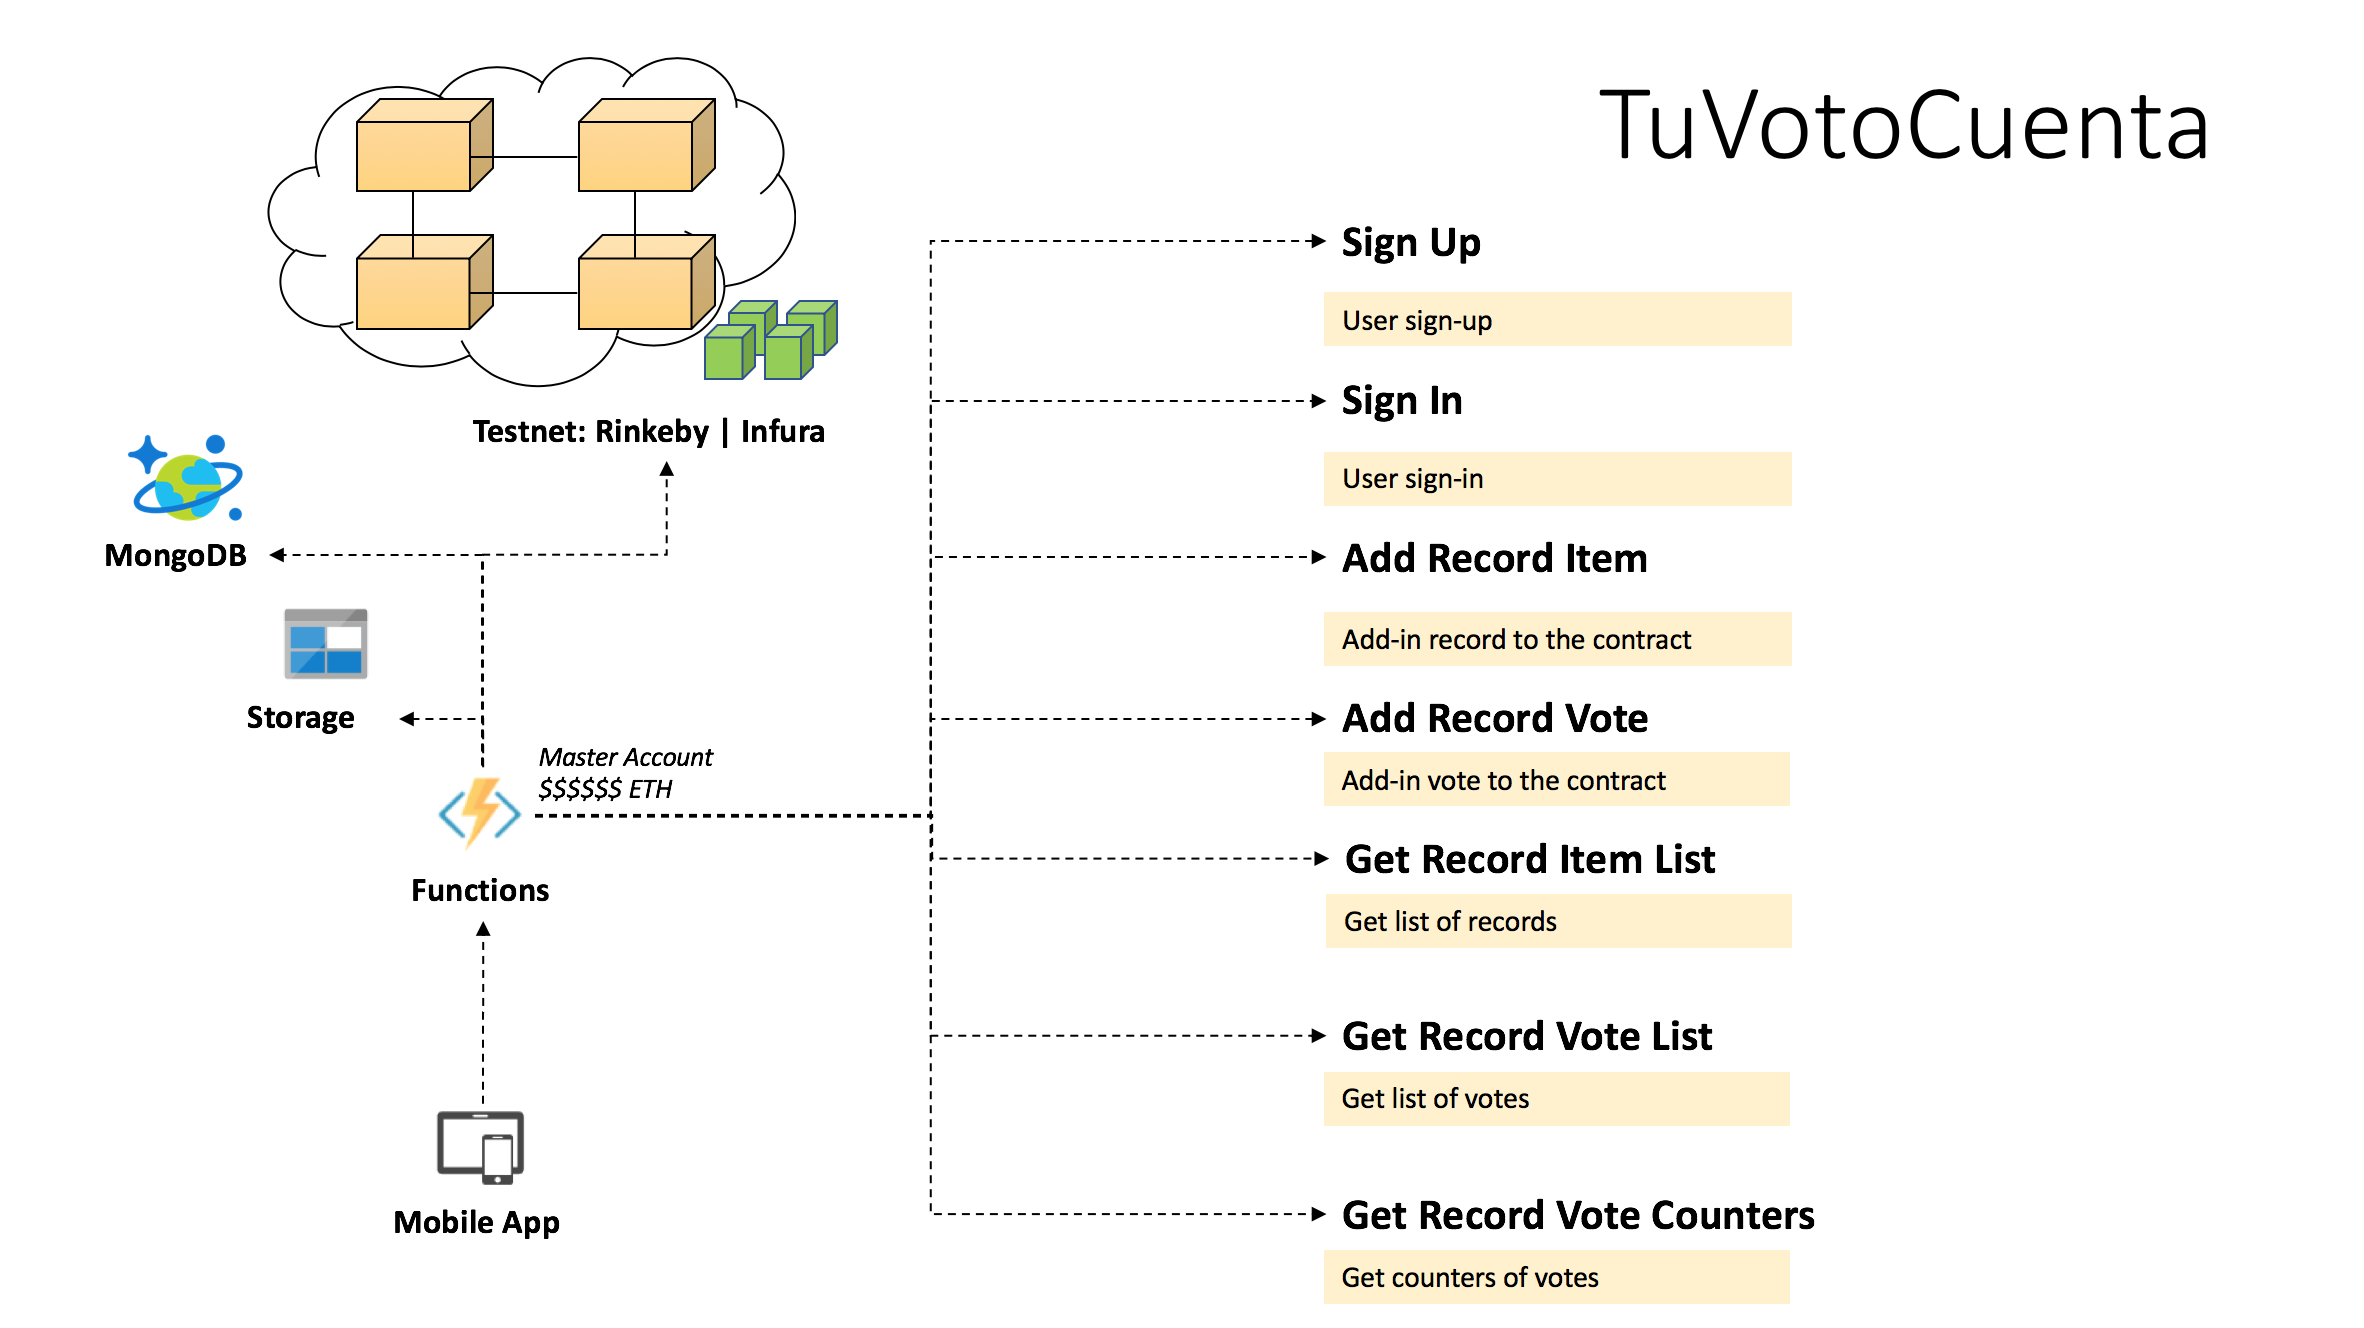 TuVotoCuenta
Testnet: Rinkeby | Infura
MongoDB
Storage
Master Account
$$$$$$ ETH
Functions
Mobile App
Sign Up
User sign-up
Sign In
User sign-in
Add Record Item
Add-in record to the contract
Add Record Vote
Add-in vote to the contract
Get Record Item List
Get list of records
Get Record Vote List
Get list of votes
Get Record Vote Counters
Get counters of votes